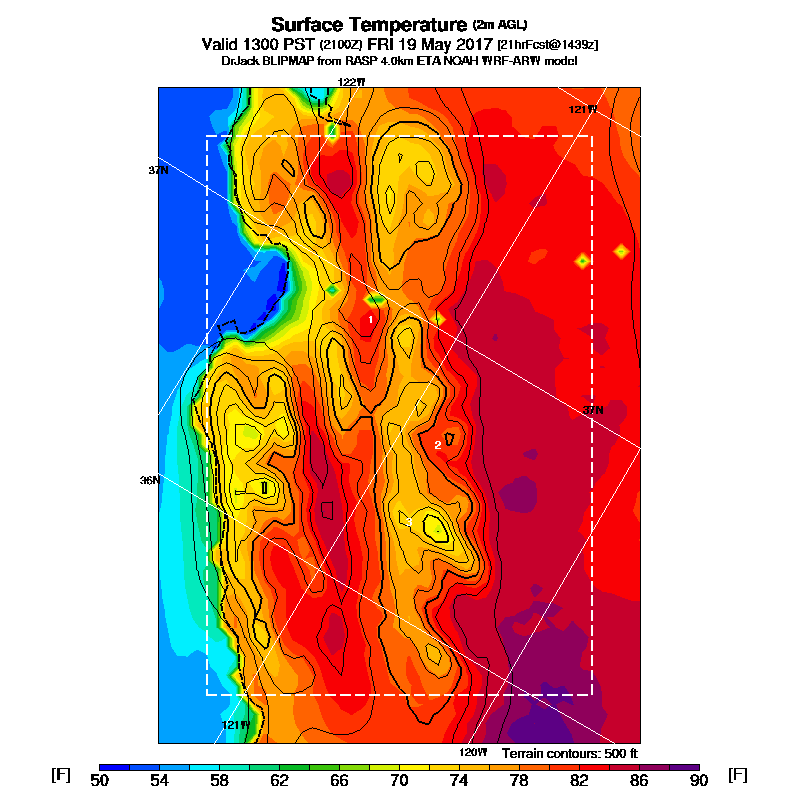 Surface Temperature (2m AGL)
Valid 1300 PST (2100Z) FRI 19 May 2017 [21hrFcst@1439z]
DrJack BLIPMAP from RASP 4.0km ETA NOAH WRF-ARW model
122W
121W
37N
1
37N
2
36N
3
121W
120W
Terrain contours: 500 ft
[F] 50 54 58 62 66 70 74 78 82 86 90 [F]